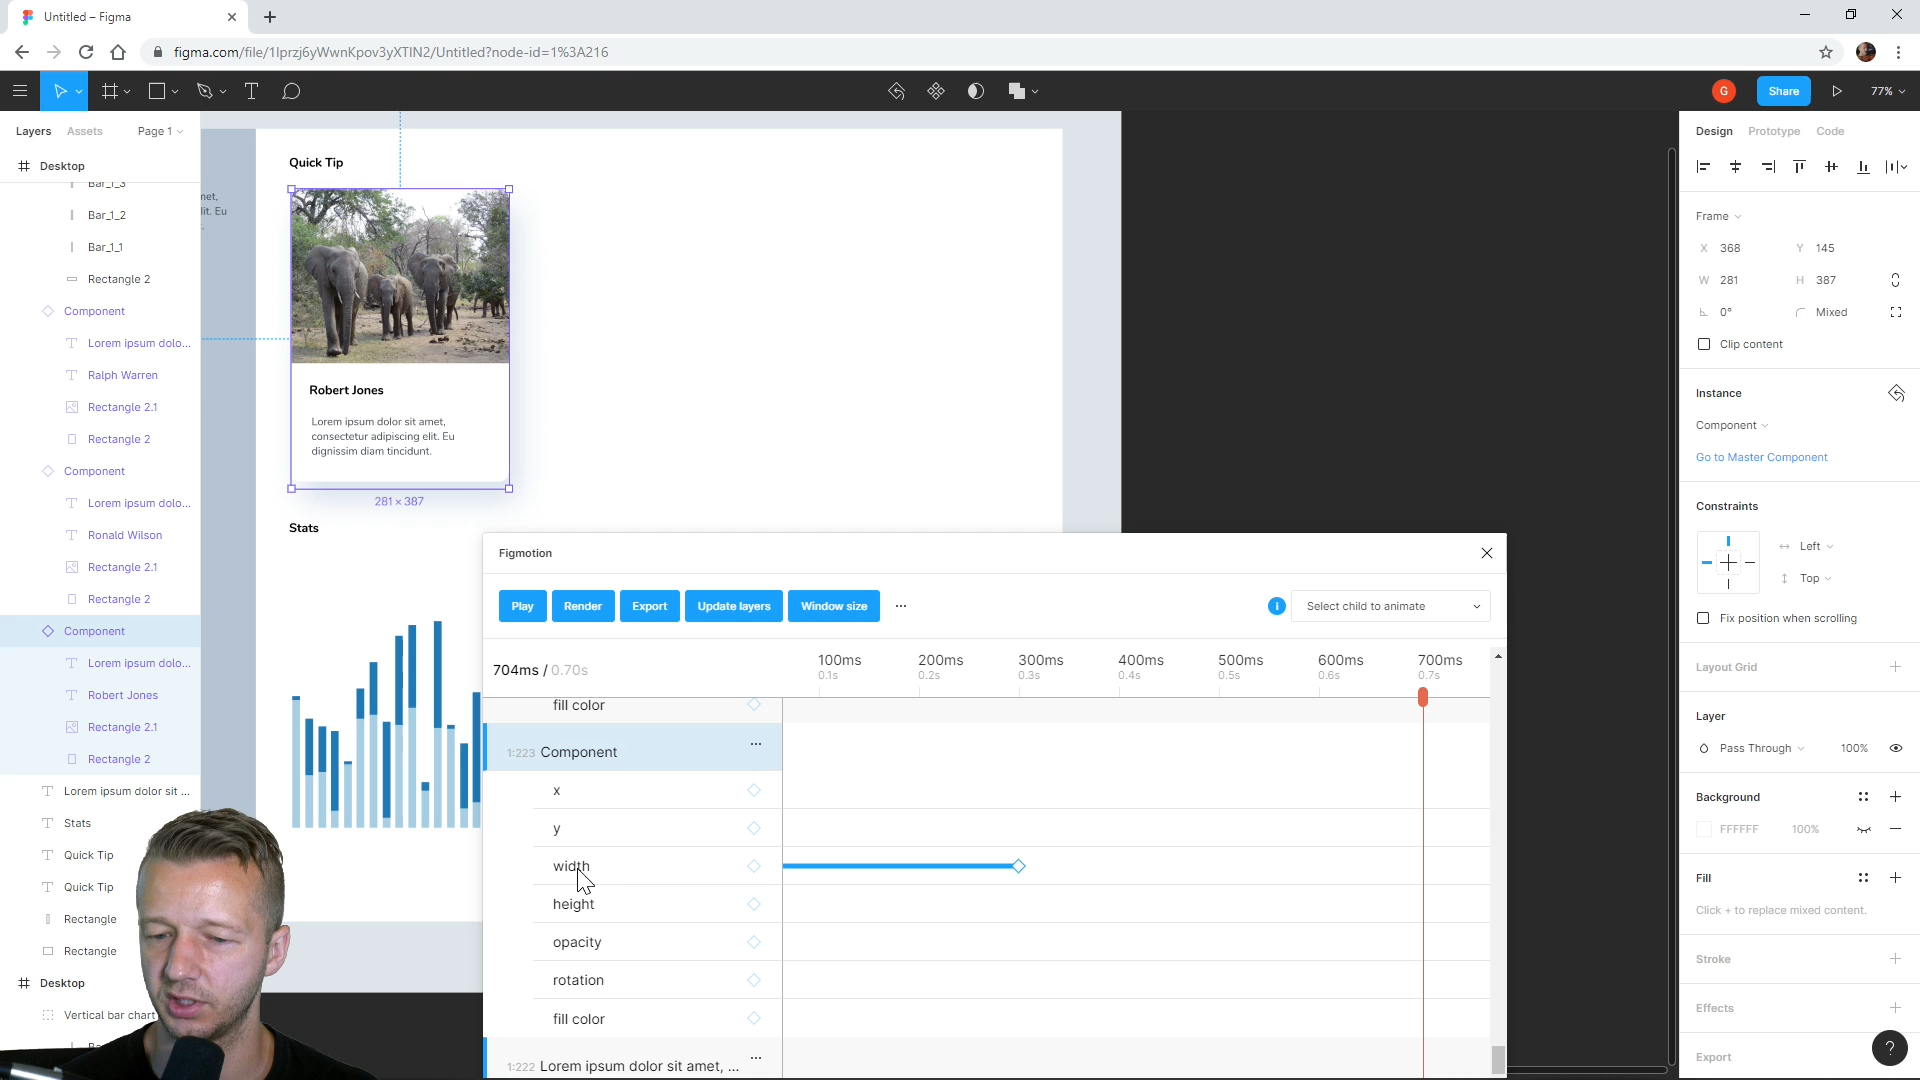 Untitled – Figma
figma.com/file/1Iprzj6yWwnKpov3yXTlN2/Untitled?node-id=1%3A216
G
Share
77%
Layers
Assets
Page 1
Desktop
Bar_1_3
Bar_1_2
Bar_1_1
Rectangle 2
Component
Lorem ipsum dolo...
Ralph Warren
Rectangle 2.1
Rectangle 2
Component
Lorem ipsum dolo...
Ronald Wilson
Rectangle 2.1
Rectangle 2
Component
Lorem ipsum dolo...
Robert Jones
Rectangle 2.1
Rectangle 2
Lorem ipsum dolor sit ...
Stats
Quick Tip
Quick Tip
Rectangle
Rectangle
Desktop
Vertical bar chart
met,
lit. Eu
Quick Tip
Robert Jones
Lorem ipsum dolor sit amet,
consectetur adipiscing elit. Eu
dignissim diam tincidunt.
281 × 387
Stats
Figmotion
Play
Render
Export
Update layers
Window size
...
i
Select child to animate
704ms / 0.70s
100ms
0.1s
200ms
0.2s
300ms
0.3s
400ms
0.4s
500ms
0.5s
600ms
0.6s
700ms
0.7s
fill color
1:223 Component
...
x
y
width
height
opacity
rotation
fill color
1:222 Lorem ipsum dolor sit amet, ...
...
Design
Prototype
Code
Frame
X 368
Y 145
W 281
H 387
0°
Mixed
Clip content
Instance
Component
Go to Master Component
Constraints
Left
Top
Fix position when scrolling
Layout Grid
Layer
Pass Through
100%
Background
FFFFFF
100%
Fill
Click + to replace mixed content.
Stroke
Effects
Export
?